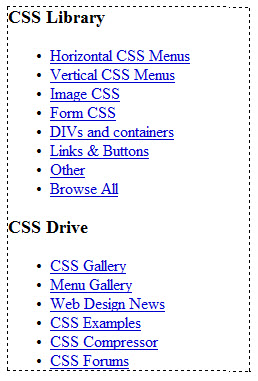 CSS Library
Horizontal CSS Menus
Vertical CSS Menus
Image CSS
Form CSS
DIVs and containers
Links & Buttons
Other
Browse All
CSS Drive
CSS Gallery
Menu Gallery
Web Design News
CSS Examples
CSS Compressor
CSS Forums